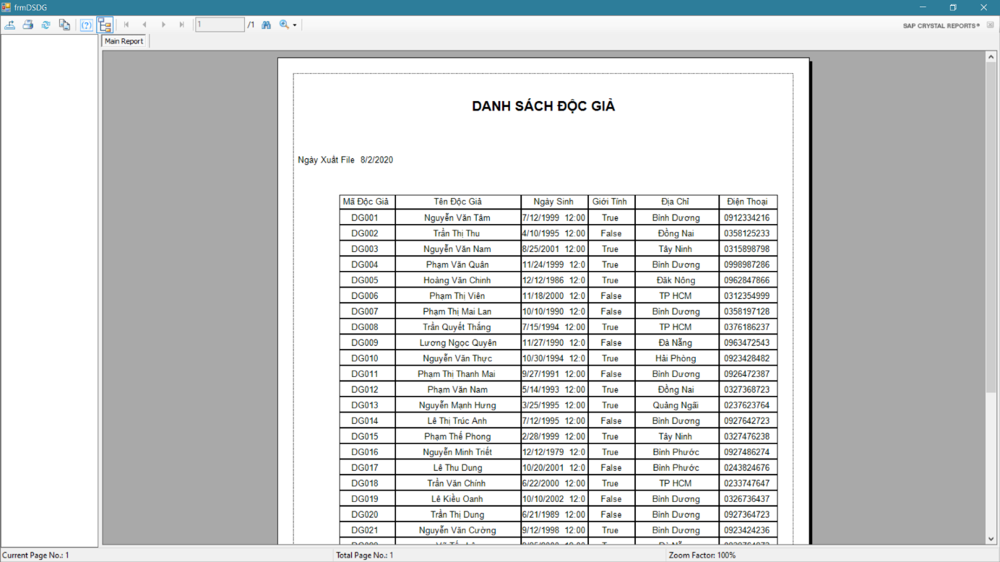 frmDSDG
1 /1
SAP CRYSTAL REPORTS®
Main Report
DANH SÁCH ĐỘC GIẢ
Ngày Xuất File 8/2/2020
Mã Độc Giả Tên Độc Giả Ngày Sinh Giới Tính Địa Chỉ Điện Thoại
DG001 Nguyễn Văn Tâm 7/12/1999 12:00 True Bình Dương 0912334216
DG002 Trần Thị Thu 4/10/1995 12:00 False Đồng Nai 0358125233
DG003 Nguyễn Văn Nam 8/25/2001 12:00 True Tây Ninh 0315898798
DG004 Phạm Văn Quân 11/24/1999 12:0 True Bình Dương 0998987286
DG005 Hoàng Văn Chinh 12/12/1986 12:0 True Đăk Nông 0962847866
DG006 Phạm Thị Viên 11/18/2000 12:0 False TP HCM 0312354999
DG007 Phạm Thị Mai Lan 10/10/1990 12:0 False Bình Dương 0358197128
DG008 Trần Quyết Thắng 7/15/1994 12:00 True TP HCM 0376186237
DG009 Lương Ngọc Quyên 11/27/1990 12:0 False Đà Nẵng 0963472543
DG010 Nguyễn Văn Thực 10/30/1994 12:0 True Hải Phòng 0923428482
DG011 Phạm Thị Thanh Mai 9/27/1991 12:00 False Bình Dương 0926472387
DG012 Phạm Văn Nam 5/14/1993 12:00 True Đồng Nai 0327368723
DG013 Nguyễn Mạnh Hưng 3/25/1995 12:00 True Quảng Ngãi 0237623764
DG014 Lê Thị Trúc Anh 7/12/1995 12:00 False Bình Dương 0927642723
DG015 Phạm Thế Phong 2/28/1999 12:00 True Tây Ninh 0327476238
DG016 Nguyễn Minh Triết 12/12/1979 12:0 True Bình Phước 0927486274
DG017 Lê Thu Dung 10/20/2001 12:0 False Bình Phước 0243824676
DG018 Trần Văn Chính 6/22/2000 12:00 True TP HCM 0233747647
DG019 Lê Kiều Oanh 10/10/2002 12:0 False Bình Dương 0326736437
DG020 Trần Thị Dung 6/21/1989 12:00 False Bình Dương 0927364723
DG021 Nguyễn Văn Cường 9/12/1998 12:00 True Bình Dương 0923424236
Current Page No.: 1 Total Page No.: 1 Zoom Factor: 100%